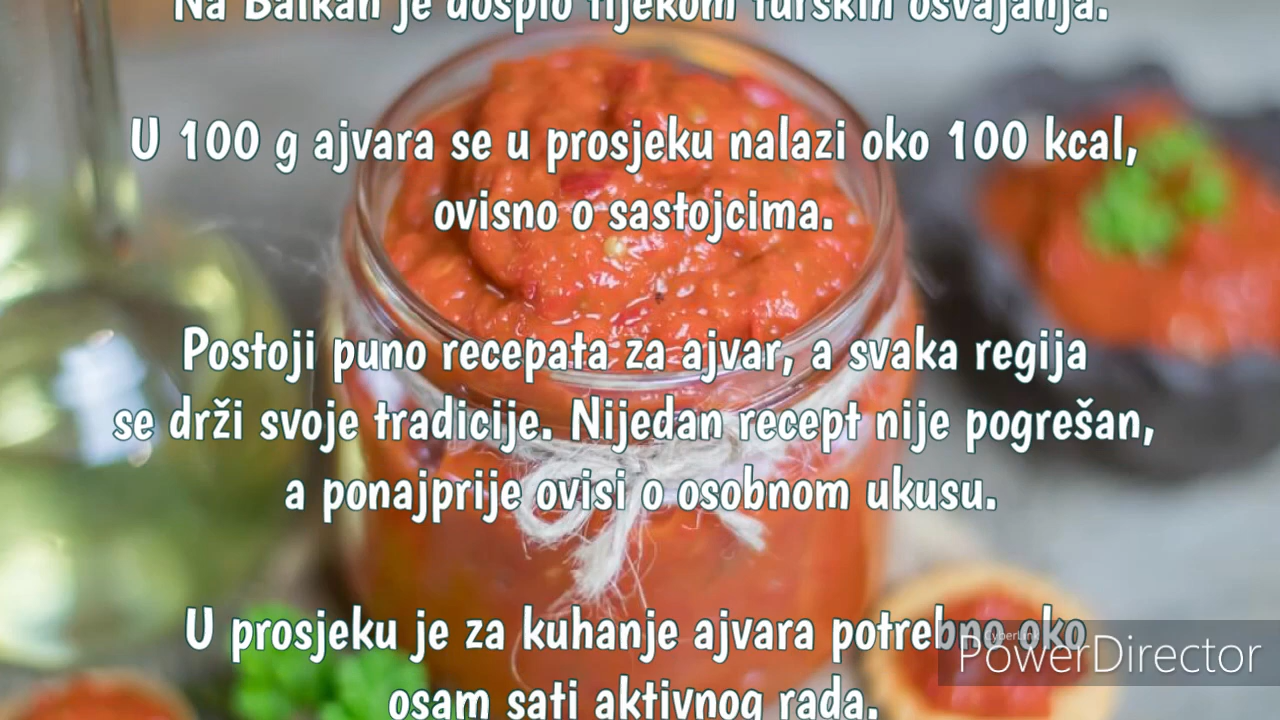 Na Balkan je dospio tijekom turskih osvajanja.
U 100 g ajvara se u prosjeku nalazi oko 100 kcal,
ovisno o sastojcima.
Postoji puno recepata za ajvar, a svaka regija
se drži svoje tradicije. Nijedan recept nije pogrešan,
a ponajprije ovisi o osobnom ukusu.
U prosjeku je za kuhanje ajvara potrebno oko
osam sati aktivnog rada.
CyberLink
PowerDirector